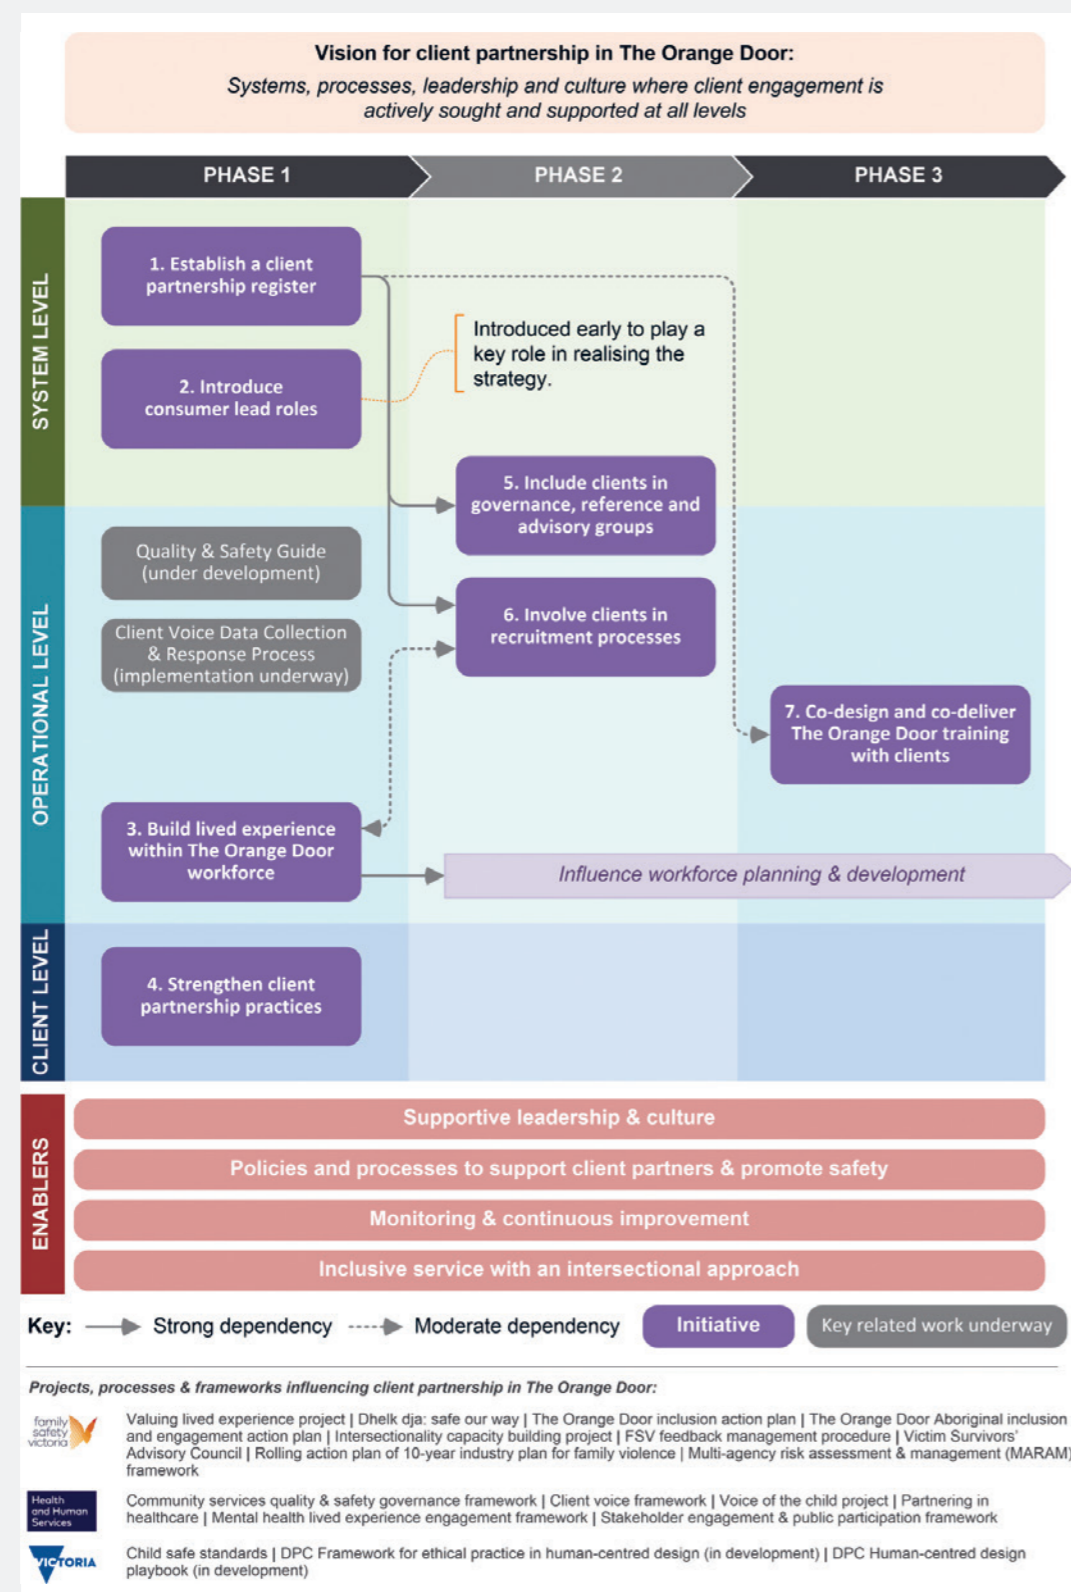 Vision for client partnership in The Orange Door:
Systems, processes, leadership and culture where client engagement is
actively sought and supported at all levels
PHASE 1
PHASE 2
PHASE 3
SYSTEM LEVEL
1. Establish a client
partnership register
2. Introduce
consumer lead roles
Introduced early to play a
key role in realising the
strategy.
5. Include clients in
governance, reference and
advisory groups
OPERATIONAL LEVEL
Quality & Safety Guide
(under development)
Client Voice Data Collection
& Response Process
(implementation underway)
6. Involve clients in
recruitment processes
7. Co-design and co-deliver
The Orange Door training
with clients
3. Build lived experience
within The Orange Door
workforce
Influence workforce planning & development
CLIENT LEVEL
4. Strengthen client
partnership practices
ENABLERS
Supportive leadership & culture
Policies and processes to support client partners & promote safety
Monitoring & continuous improvement
Inclusive service with an intersectional approach
Key:
Strong dependency
Moderate dependency
Initiative
Key related work underway
Projects, processes & frameworks influencing client partnership in The Orange Door:
family
safety
victoria
Valuing lived experience project | Dhelk dja: safe our way | The Orange Door inclusion action plan | The Orange Door Aboriginal inclusion
and engagement action plan | Intersectionality capacity building project | FSV feedback management procedure | Victim Survivors'
Advisory Council | Rolling action plan of 10-year industry plan for family violence | Multi-agency risk assessment & management (MARAM)
framework
Health
and Human
Services
Community services quality & safety governance framework | Client voice framework | Voice of the child project | Partnering in
healthcare | Mental health lived experience engagement framework | Stakeholder engagement & public participation framework
VICTORIA
Child safe standards | DPC Framework for ethical practice in human-centred design (in development) | DPC Human-centred design
playbook (in development)